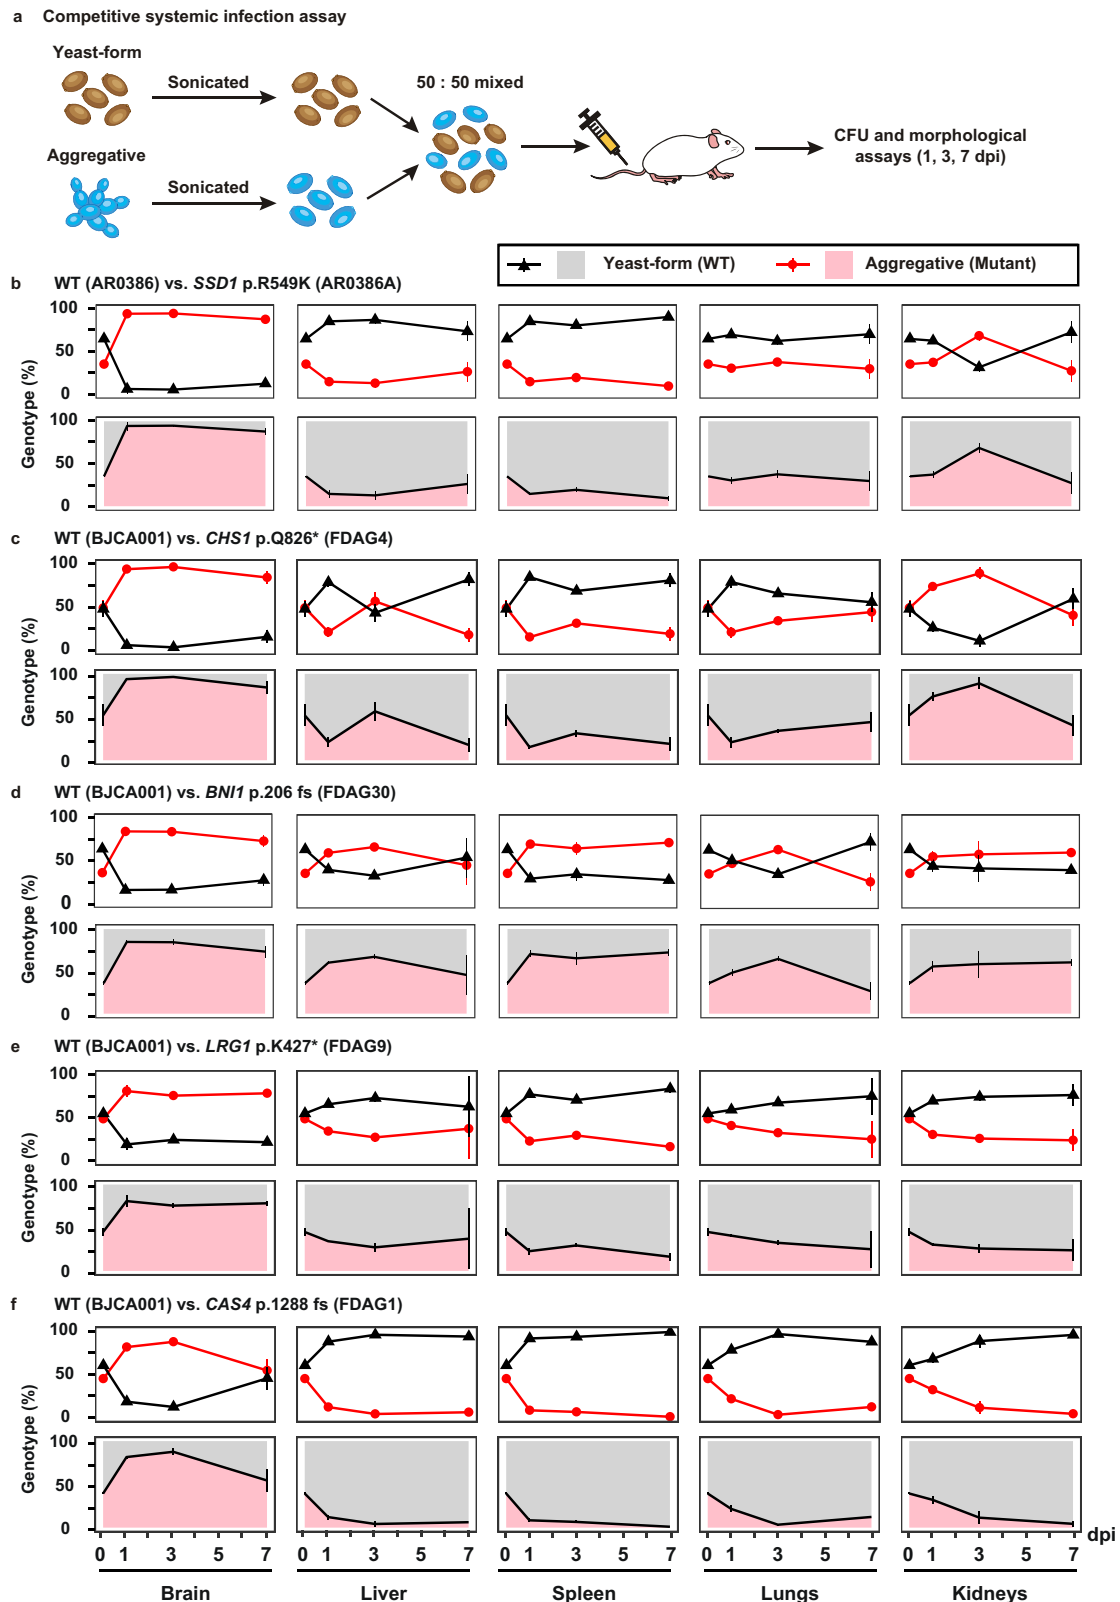 a Competitive systemic infection assay
Yeast-form
Sonicated
50 : 50 mixed
Aggregative
Sonicated
CFU and morphological
assays (1, 3, 7 dpi)
Yeast-form (WT)
Aggregative (Mutant)
b WT (AR0386) vs. SSD1 p.R549K (AR0386A)
Genotype (%)
100
50
0
100
50
0
c WT (BJCA001) vs. CHS1 p.Q826* (FDAG4)
Genotype (%)
100
50
0
100
50
0
d WT (BJCA001) vs. BNI1 p.206 fs (FDAG30)
Genotype (%)
100
50
0
100
50
0
e WT (BJCA001) vs. LRG1 p.K427* (FDAG9)
Genotype (%)
100
50
0
100
50
0
f WT (BJCA001) vs. CAS4 p.1288 fs (FDAG1)
Genotype (%)
100
50
0
100
50
0
0 1 3 5 7 0 1 3 5 7 0 1 3 5 7 0 1 3 5 7 0 1 3 5 7 dpi
Brain Liver Spleen Lungs Kidneys